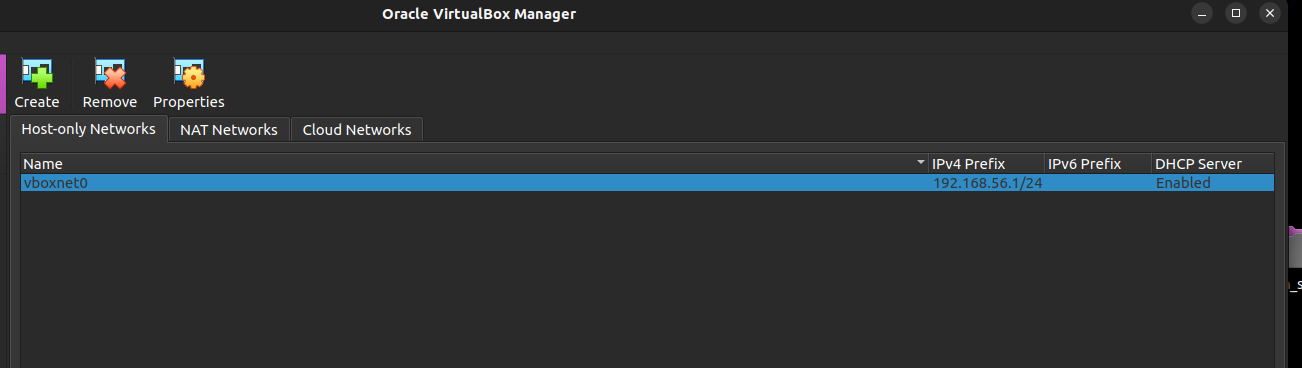 Oracle VirtualBox Manager
Create Remove Properties
Host-only Networks NAT Networks Cloud Networks
Name IPv4 Prefix IPv6 Prefix DHCP Server
vboxnet0 192.168.56.1/24 Enabled